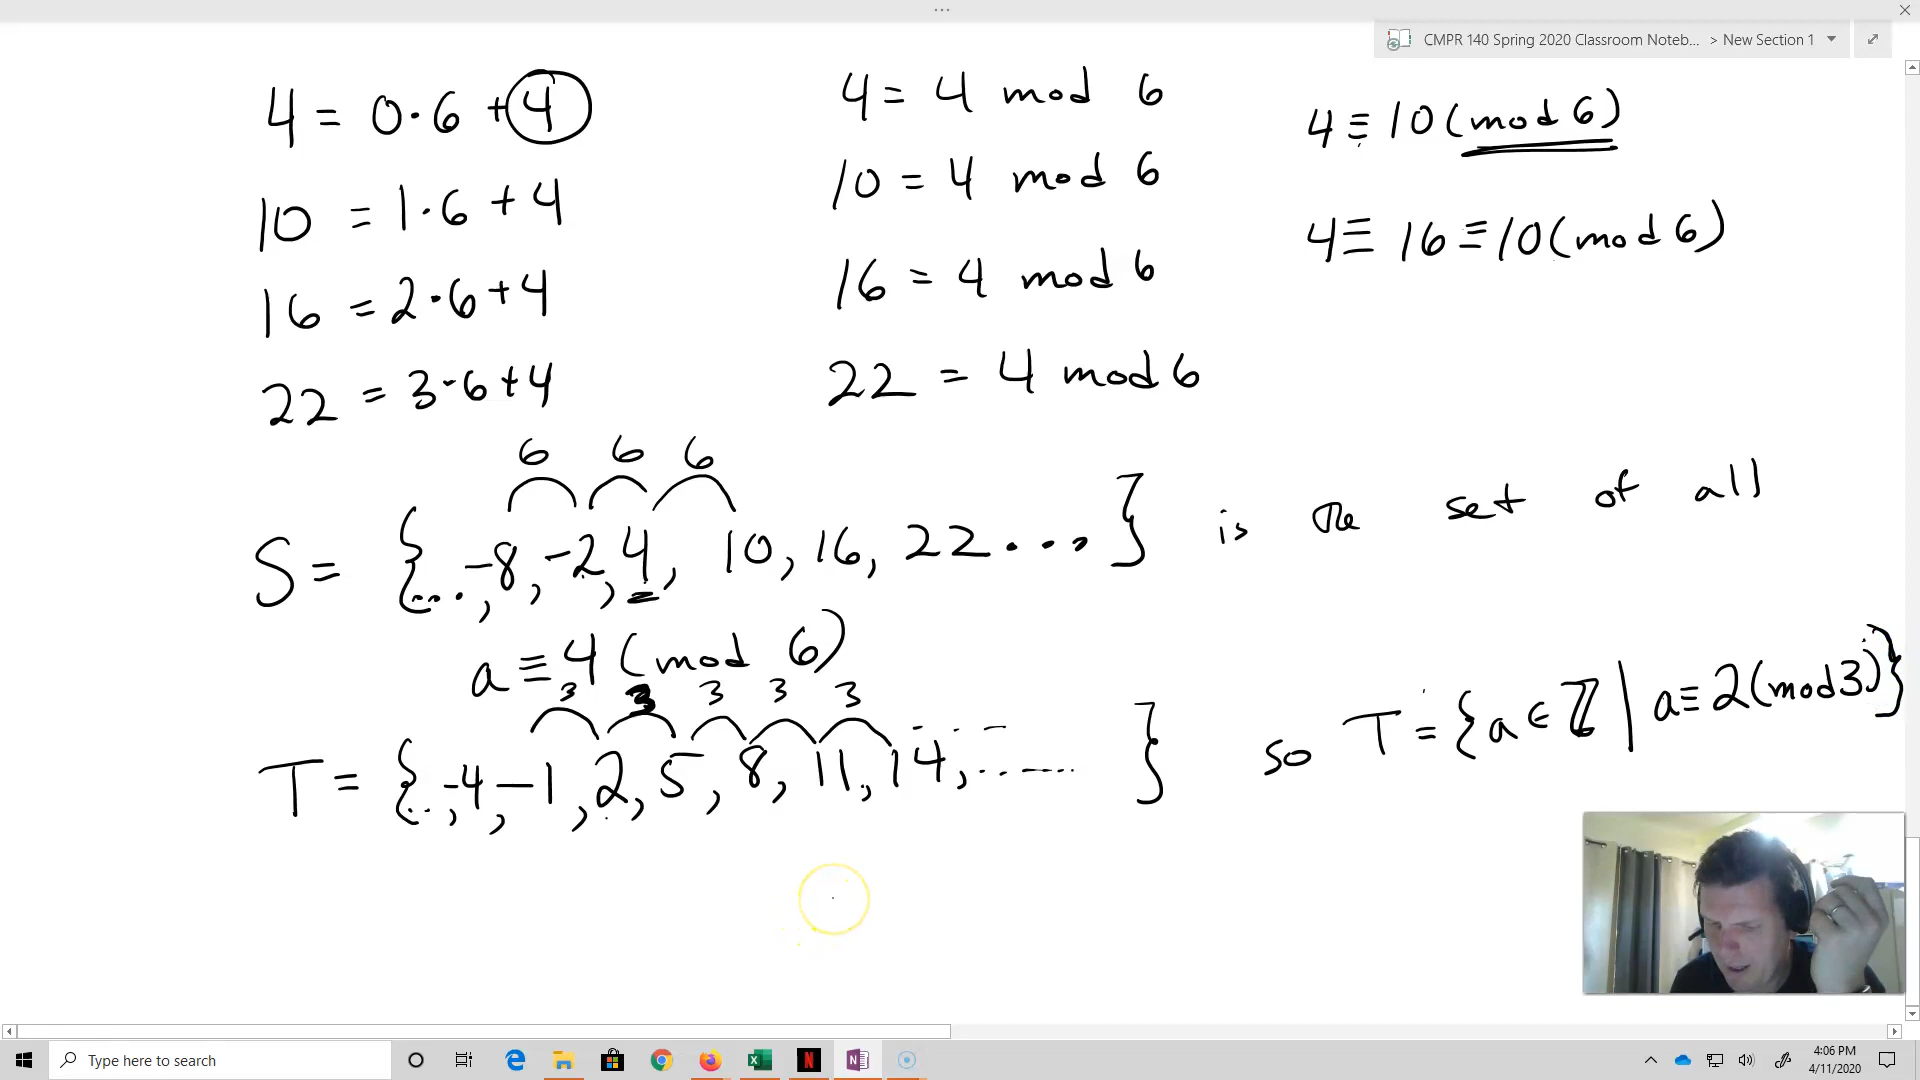 CMPR 140 Spring 2020 Classroom Noteb... > New Section 1
4 = 0·6 + 4
10 = 1·6 + 4
16 = 2·6 + 4
22 = 3·6 + 4
4 = 4 mod 6
10 = 4 mod 6
16 = 4 mod 6
22 = 4 mod 6
4 ≡ 10 (mod 6)
4 ≡ 16 ≡ 10 (mod 6)
6 6 6
S = {..., -8, -2, 4, 10, 16, 22 ...} is the set of all
a ≡ 4 (mod 6)
3 3 3 3 3
T = {.., -4, -1, 2, 5, 8, 11, 14, ......} so T = {a ∈ ℤ | a ≡ 2 (mod 3)}
Type here to search
4:06 PM
4/11/2020